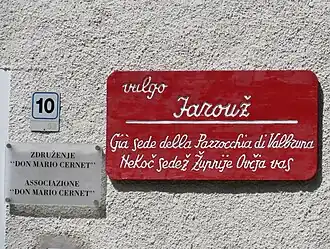 vulgo
Farouž
Già sede della Parrocchia di Valbruna
Nekoč sedež Župnije Ovčja vas
10
ZDRUŽENJE
"DON MARIO CERNET"
ASSOCIAZIONE
"DON MARIO CERNET"